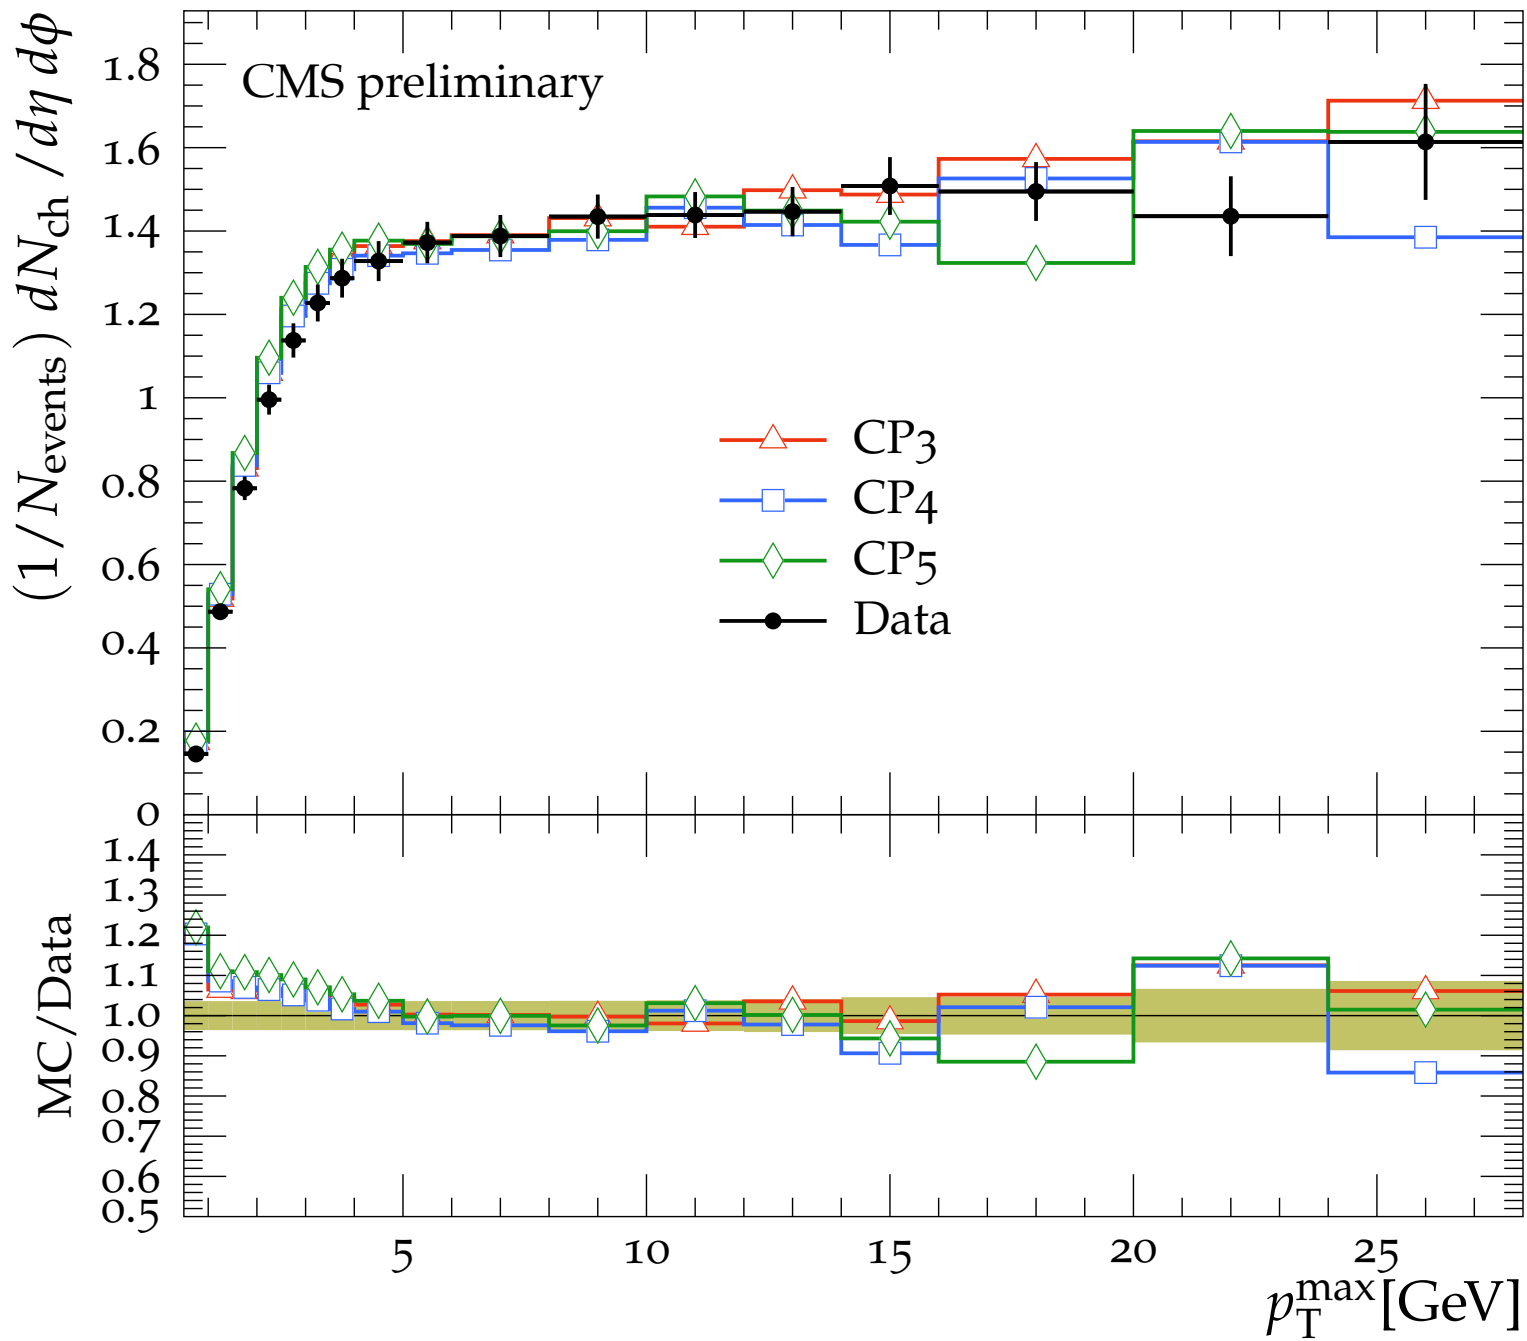 CMS preliminary
(1/N_events) dN_ch /dη dϕ
1.8
1.6
1.4
1.2
1
0.8
0.6
0.4
0.2
0
CP3
CP4
CP5
Data
MC/Data
1.4
1.3
1.2
1.1
1.0
0.9
0.8
0.7
0.6
0.5
5 10 15 20 25
p_T^max [GeV]